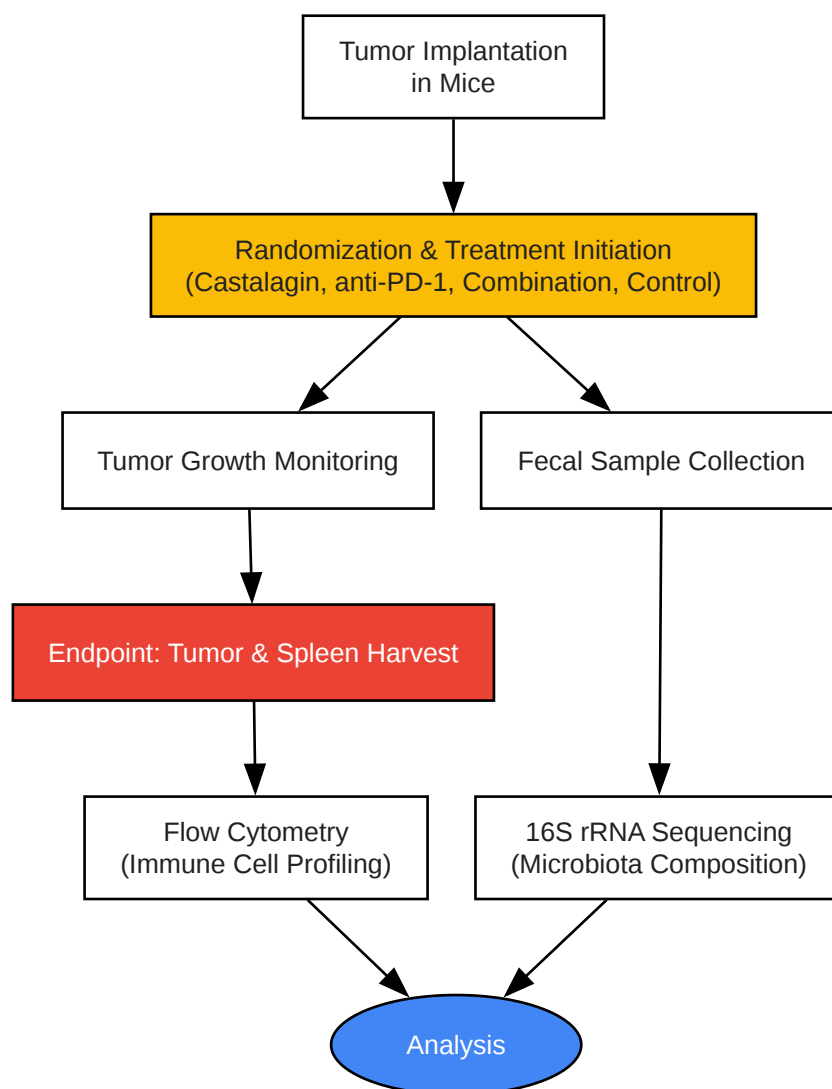 Tumor Implantation
in Mice
Randomization & Treatment Initiation
(Castalagin, anti-PD-1, Combination, Control)
Tumor Growth Monitoring
Fecal Sample Collection
Endpoint: Tumor & Spleen Harvest
Flow Cytometry
(Immune Cell Profiling)
16S rRNA Sequencing
(Microbiota Composition)
Analysis